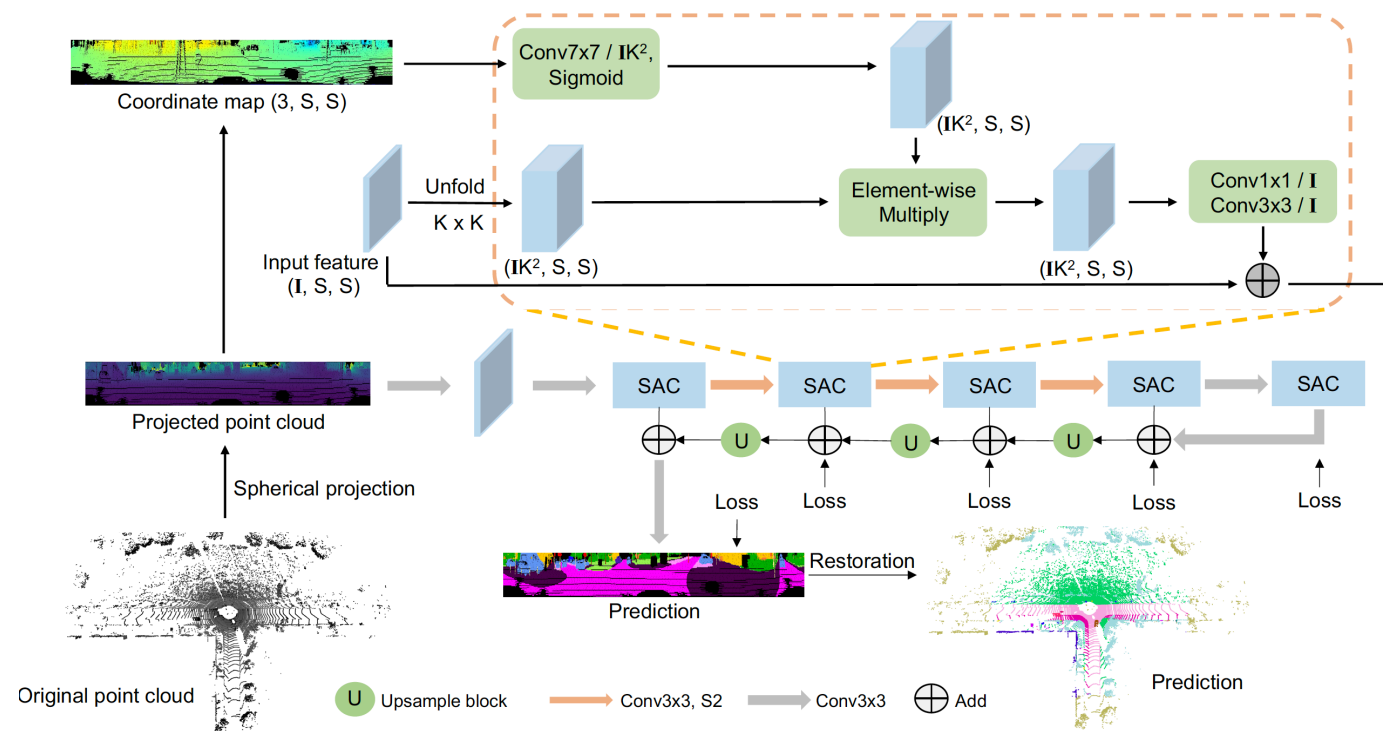 Conv7x7 / IK²,
Sigmoid
Coordinate map (3, S, S)
(IK², S, S)
Unfold
K x K
Element-wise
Multiply
Conv1x1 / I
Conv3x3 / I
Input feature
(I, S, S)
(IK², S, S)
(IK², S, S)
SAC
SAC
SAC
SAC
SAC
Projected point cloud
U
U
U
Spherical projection
Loss
Loss
Loss
Loss
Loss
Restoration
Prediction
Original point cloud
Prediction
U
Upsample block
Conv3x3, S2
Conv3x3
Add